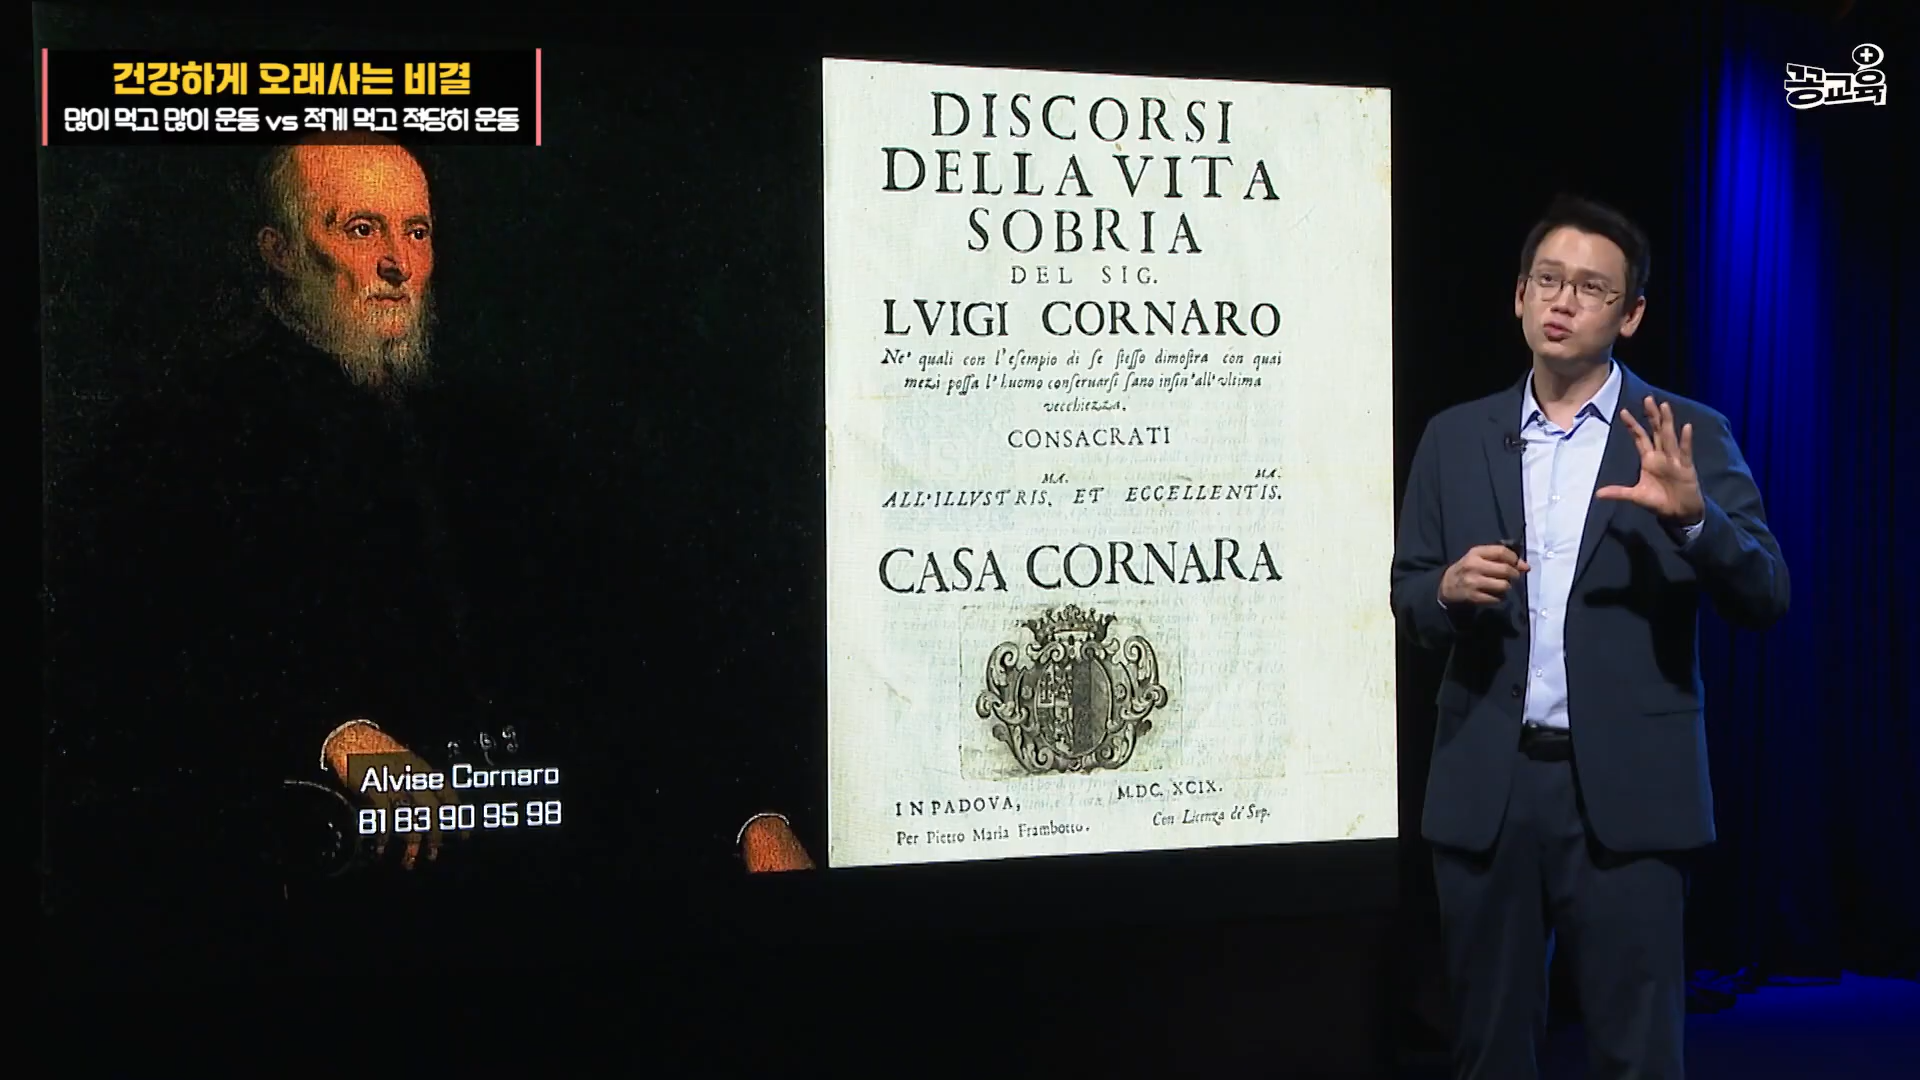 건강하게 오래사는 비결
많이 먹고 많이 운동 vs 적게 먹고 적당히 운동
끙교육
DISCORSI
DELLA VITA
SOBRIA
DEL SIG.
LVIGI CORNARO
Ne' quali con l'esempio di se stesso dimostra con quai
mezi possa l'huomo conseruarsi sano insin'all'vltima
vecchiezza.
CONSACRATI
MA. MA.
ALL'ILLVSTRIS. ET ECCELLENTIS.
CASA CORNARA
IN PADOVA, M.DC. XCIX.
Per Pietro Maria Frambotto. Con Licenza de' Sup.
Alvise Cornaro
81 83 90 95 98